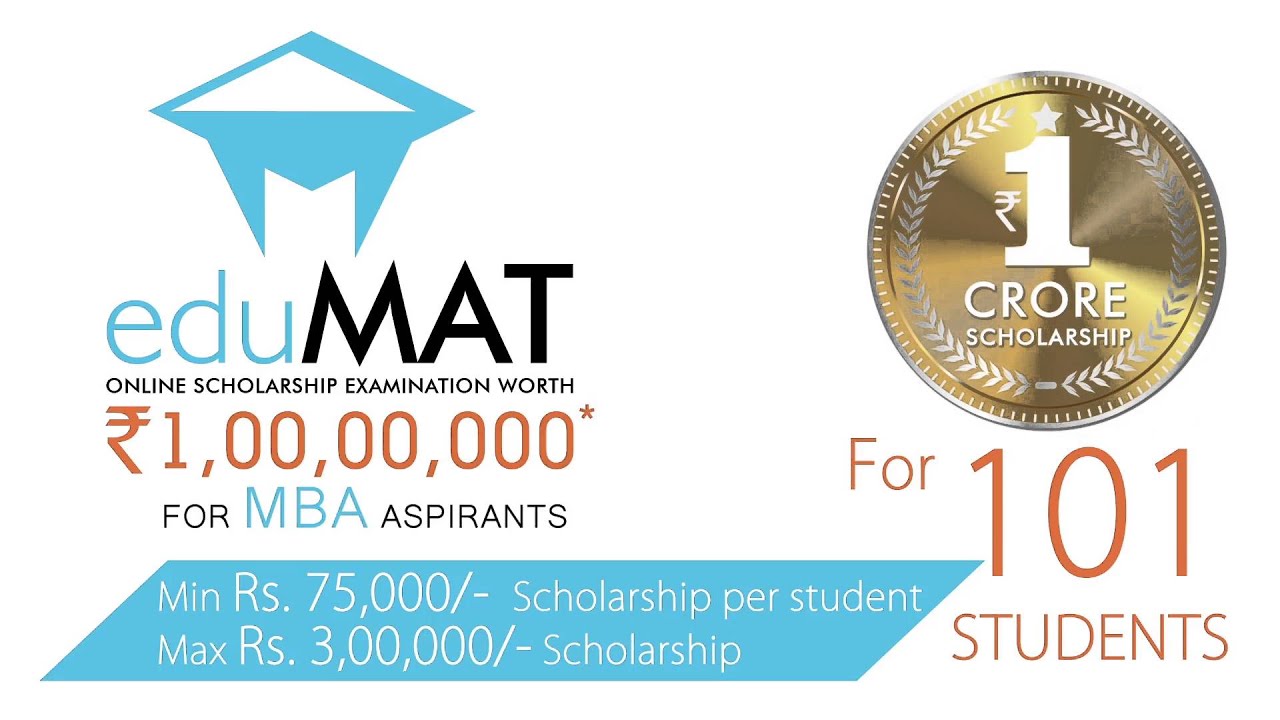 eduMAT
ONLINE SCHOLARSHIP EXAMINATION WORTH
₹1,00,00,000*
FOR MBA ASPIRANTS
Min Rs. 75,000/- Scholarship per student
Max Rs. 3,00,000/- Scholarship
₹1
CRORE
SCHOLARSHIP
For 101
STUDENTS